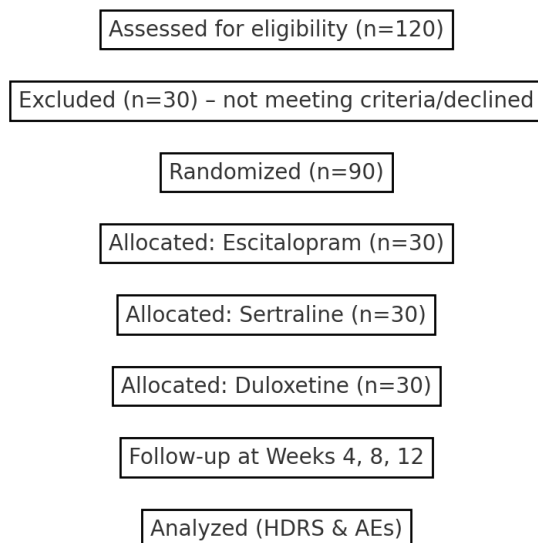 Assessed for eligibility (n=120)
Excluded (n=30) – not meeting criteria/declined
Randomized (n=90)
Allocated: Escitalopram (n=30)
Allocated: Sertraline (n=30)
Allocated: Duloxetine (n=30)
Follow-up at Weeks 4, 8, 12
Analyzed (HDRS & AEs)